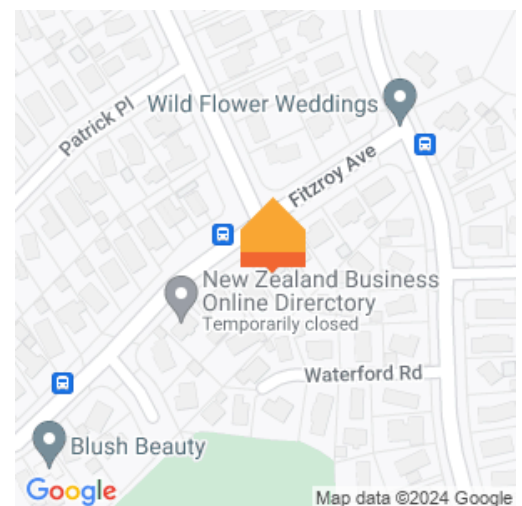 Wild Flower Weddings
Patrick Pl
Fitzroy Ave
New Zealand Business
Online Direrctory
Temporarily closed
Waterford Rd
Blush Beauty
Google
Map data ©2024 Google